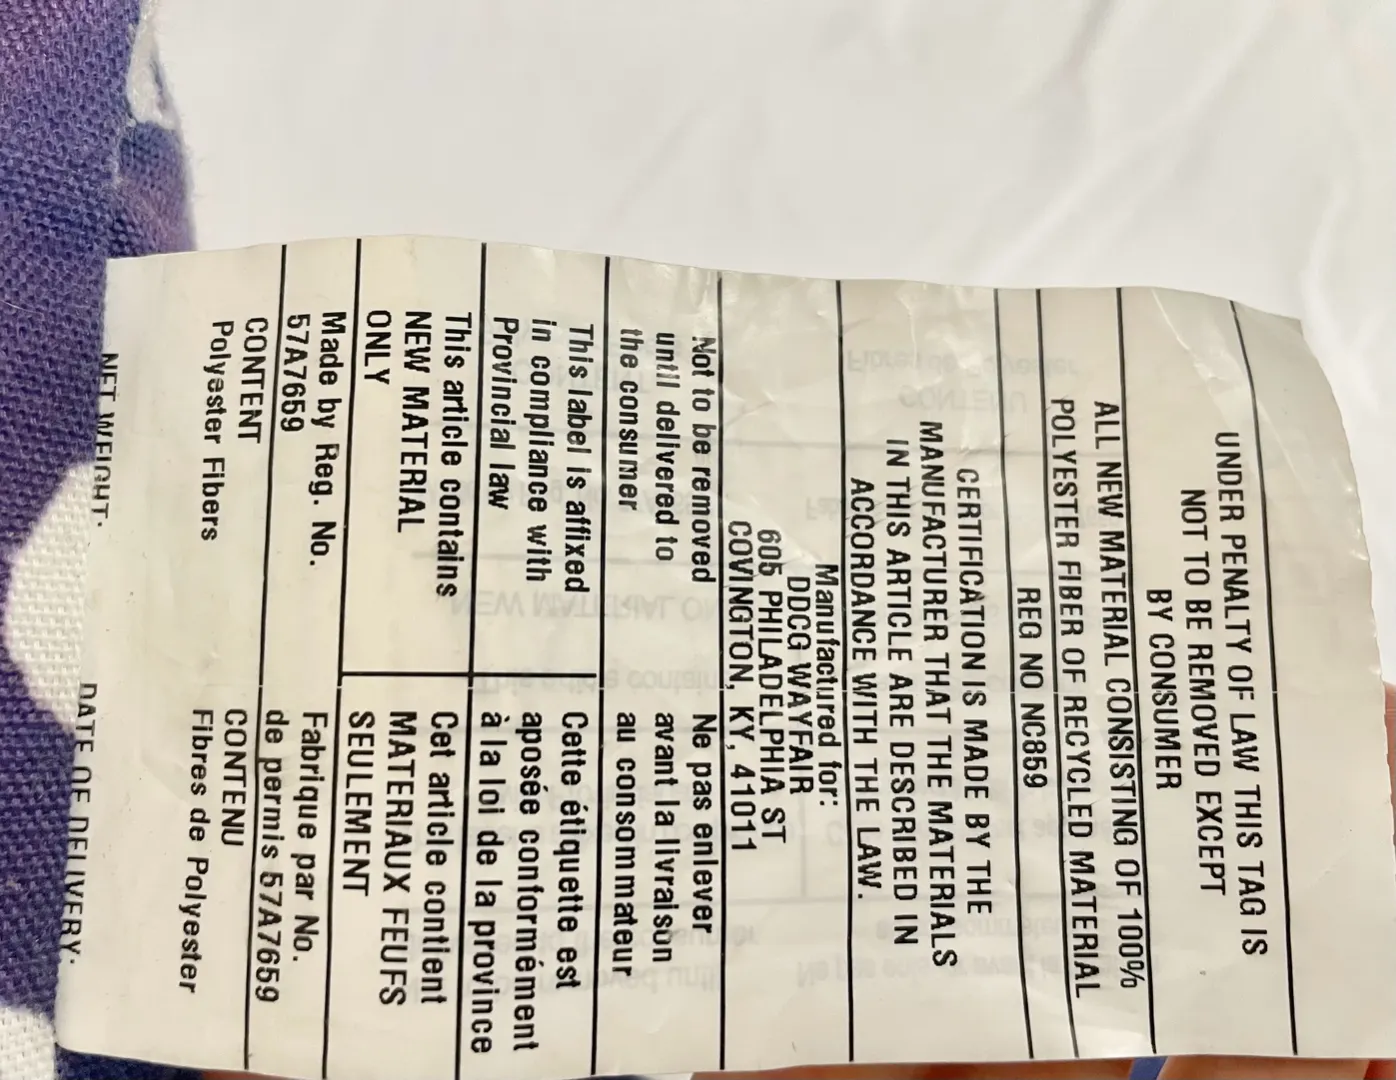 UNDER PENALTY OF LAW THIS TAG IS
NOT TO BE REMOVED EXCEPT
BY CONSUMER
ALL NEW MATERIAL CONSISTING OF 100%
POLYESTER FIBER OF RECYCLED MATERIAL
REG NO NC859
CERTIFICATION IS MADE BY THE
MANUFACTURER THAT THE MATERIALS
IN THIS ARTICLE ARE DESCRIBED IN
ACCORDANCE WITH THE LAW.
Manufactured for:
DDCG WAYFAIR
605 PHILADELPHIA ST
COVINGTON, KY, 41011
Not to be removed
until delivered to
the consumer
Ne pas enlever
avant la livraison
au consommateur
This label is affixed
in compliance with
Provincial law
Cette étiquette est
aposée conformément
à la loi de la province
This article contains
NEW MATERIAL
ONLY
Cet article contient
MATERIAUX FEUFS
SEULEMENT
Made by Reg. No.
57A7659
Fabrique par No.
de permis 57A7659
CONTENT
Polyester Fibers
CONTENU
Fibres de Polyester
NET WEIGHT:
DATE OF DELIVERY: